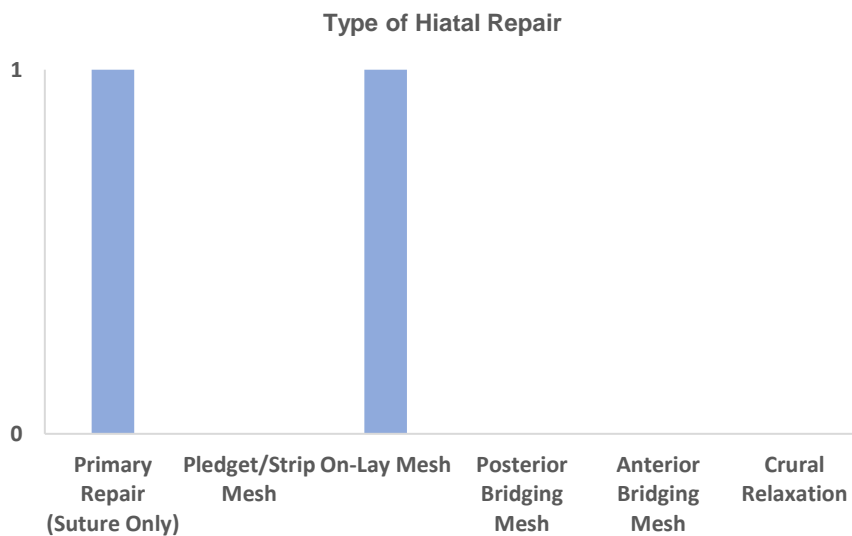 Type of Hiatal Repair
1
0
Primary
Repair
(Suture Only)
Pledget/Strip
Mesh
On-Lay Mesh
Posterior
Bridging
Mesh
Anterior
Bridging
Mesh
Crural
Relaxation